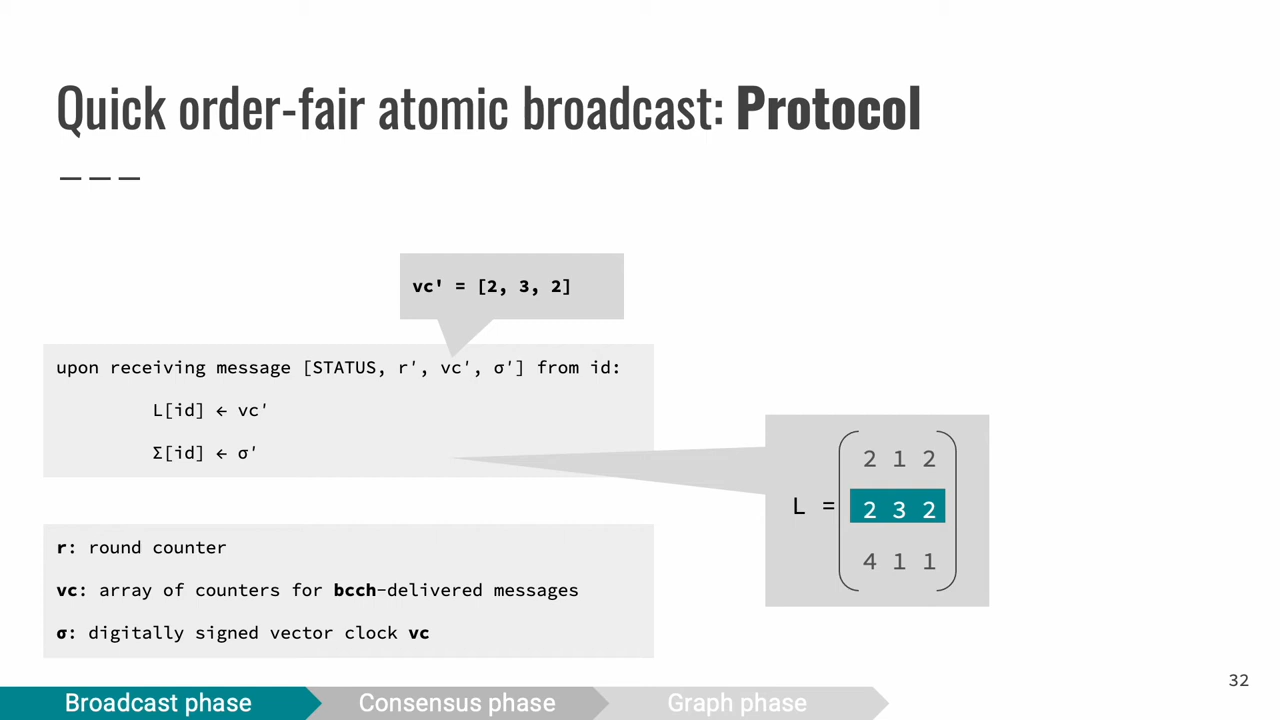 Quick order-fair atomic broadcast: Protocol
vc' = [2, 3, 2]
upon receiving message [STATUS, r′, vc′, σ′] from id:
L[id] ← vc′
Σ[id] ← σ′
2 1 2
L = 2 3 2
4 1 1
r: round counter
vc: array of counters for bcch-delivered messages
σ: digitally signed vector clock vc
32
Broadcast phase
Consensus phase
Graph phase